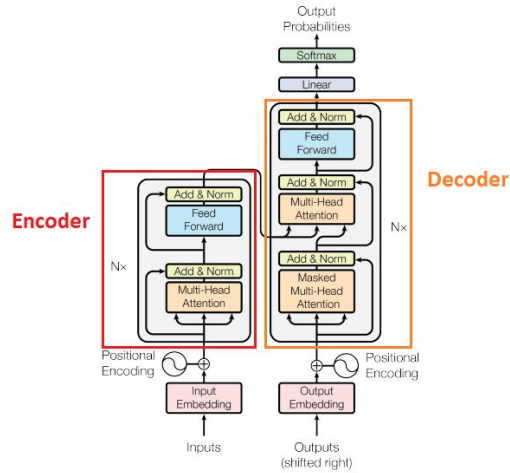 Output
Probabilities
Softmax
Linear
Add & Norm
Feed
Forward
Add & Norm
Multi-Head
Attention
Add & Norm
Masked
Multi-Head
Attention
Nx
Decoder
Encoder
Add & Norm
Feed
Forward
Nx
Add & Norm
Multi-Head
Attention
Positional
Encoding
Positional
Encoding
Input
Embedding
Output
Embedding
Inputs
Outputs
(shifted right)